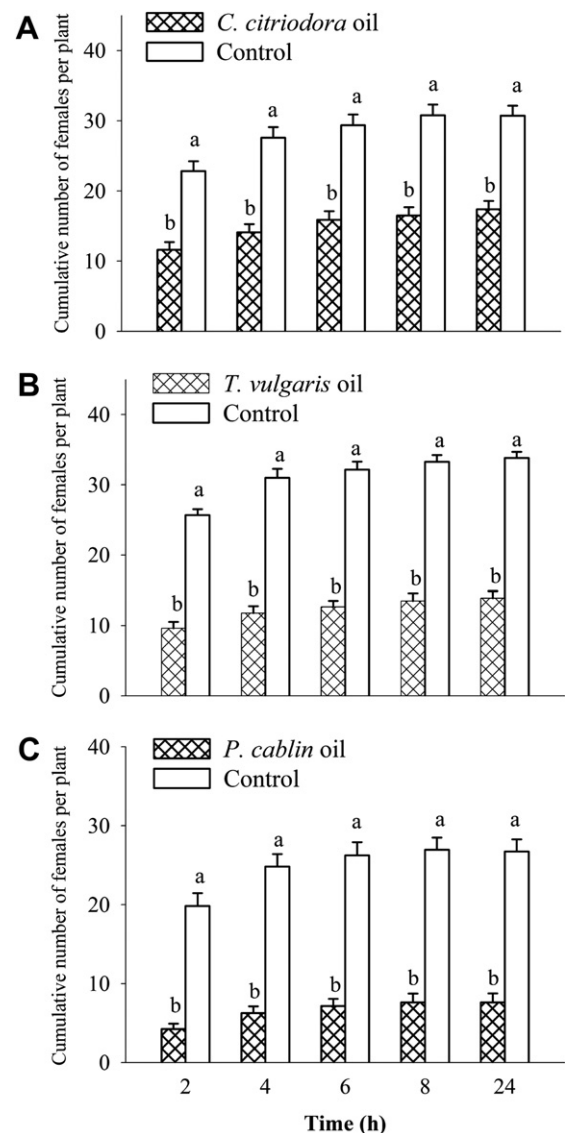 A
C. citriodora oil
Control
Cumulative number of females per plant
40
30
20
10
0
a a a a a
b b b b b
B
T. vulgaris oil
Control
Cumulative number of females per plant
40
30
20
10
0
a a a a a
b b b b b
C
P. cablin oil
Control
Cumulative number of females per plant
40
30
20
10
0
a a a a a
b b b b b
2 4 6 8 24
Time (h)